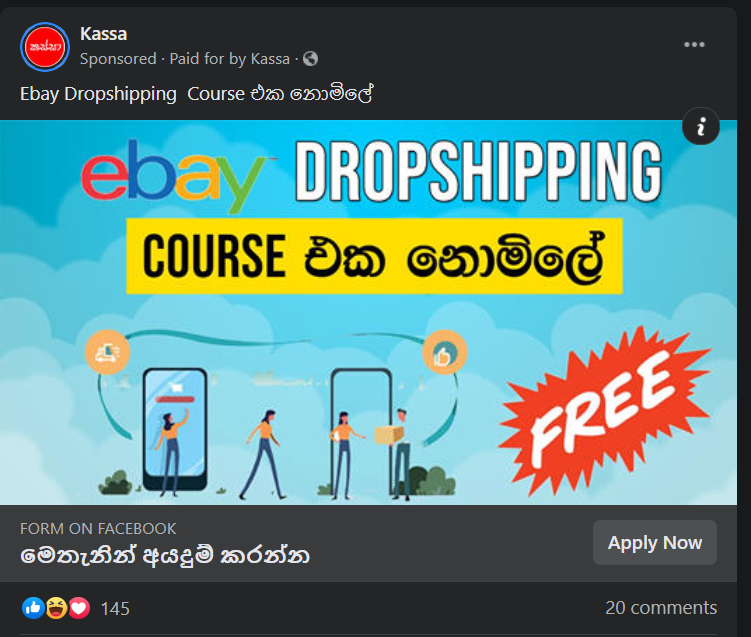 කස්සා
Kassa
Sponsored · Paid for by Kassa ·
Ebay Dropshipping Course එක නොමිලේ
i
ebay DROPSHIPPING
COURSE එක නොමිලේ
FREE
FORM ON FACEBOOK
මෙතැනින් අයදුම් කරන්න
Apply Now
145
20 comments